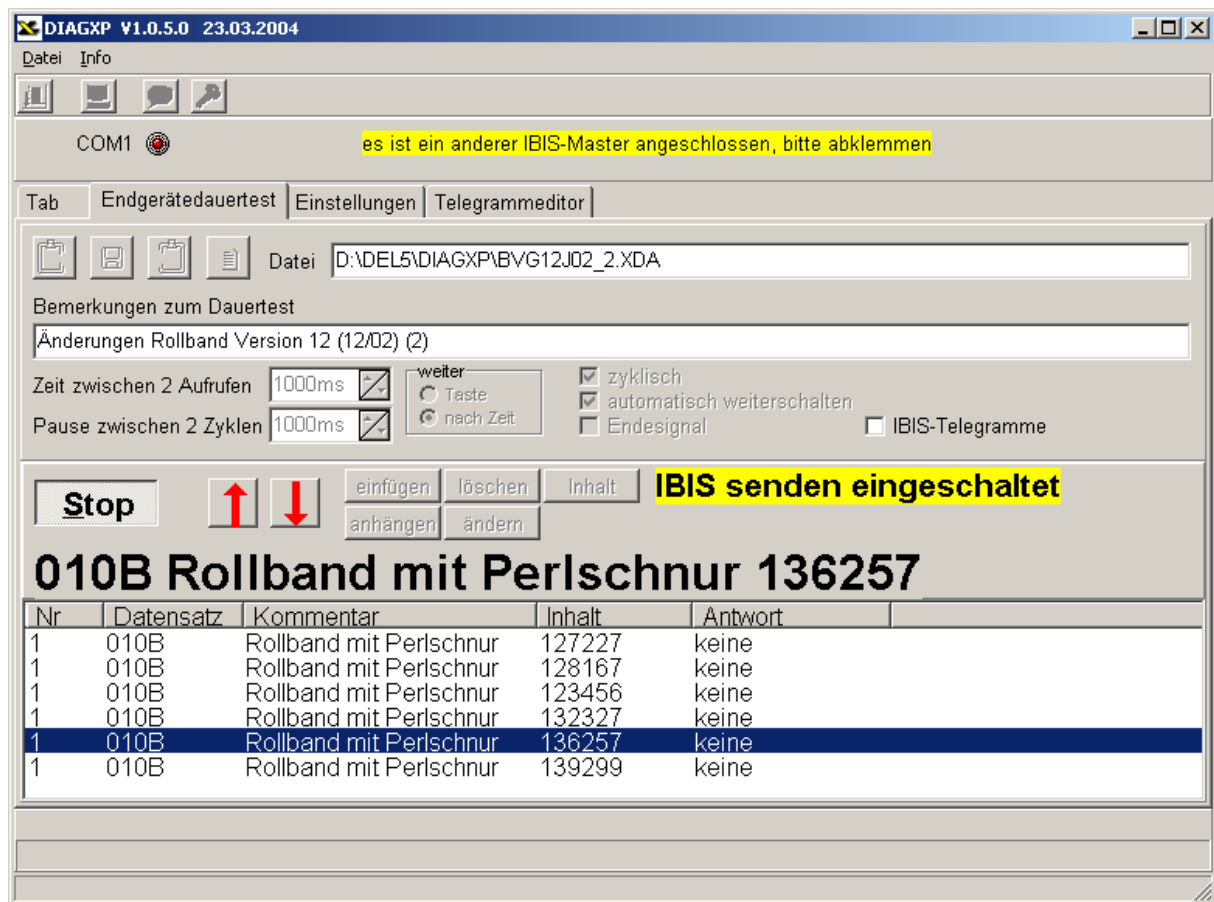 DIAGXP V1.0.5.0 23.03.2004
Datei Info
COM1 es ist ein anderer IBIS-Master angeschlossen, bitte abklemmen
Tab Endgerätedauertest Einstellungen Telegrammeditor
Datei D:\DEL5\DIAGXP\BVG12J02_2.XDA
Bemerkungen zum Dauertest
Änderungen Rollband Version 12 (12/02) (2)
Zeit zwischen 2 Aufrufen 1000ms weiter Taste zyklisch
automatisch weiterschalten
Pause zwischen 2 Zyklen 1000ms nach Zeit Endesignal IBIS-Telegramme
Stop einfügen löschen Inhalt IBIS senden eingeschaltet
anhängen ändern
010B Rollband mit Perlschnur 136257
Nr Datensatz Kommentar Inhalt Antwort
1 010B Rollband mit Perlschnur 127227 keine
1 010B Rollband mit Perlschnur 128167 keine
1 010B Rollband mit Perlschnur 123456 keine
1 010B Rollband mit Perlschnur 132327 keine
1 010B Rollband mit Perlschnur 136257 keine
1 010B Rollband mit Perlschnur 139299 keine